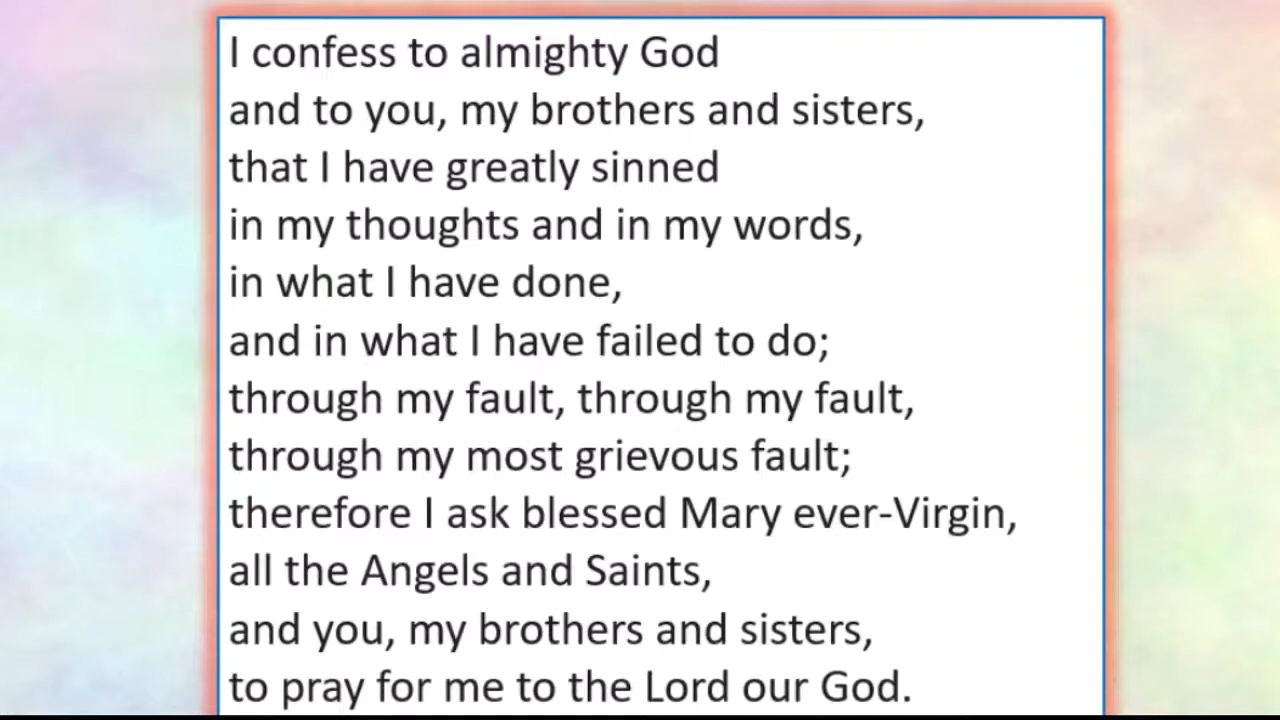 I confess to almighty God
and to you, my brothers and sisters,
that I have greatly sinned
in my thoughts and in my words,
in what I have done,
and in what I have failed to do;
through my fault, through my fault,
through my most grievous fault;
therefore I ask blessed Mary ever-Virgin,
all the Angels and Saints,
and you, my brothers and sisters,
to pray for me to the Lord our God.